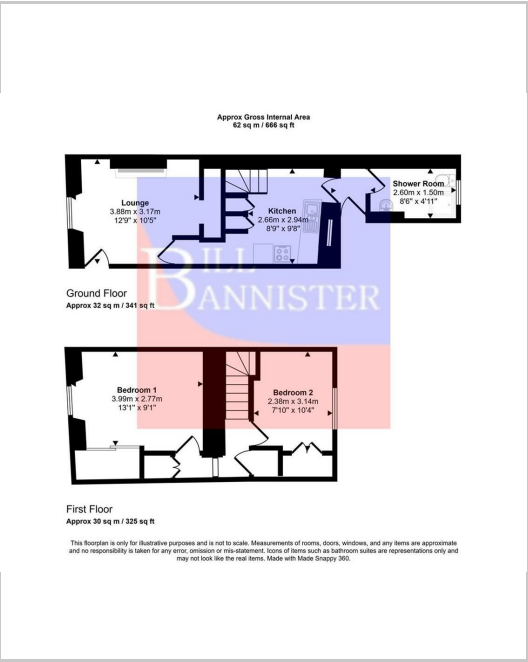 Approx Gross Internal Area
62 sq m / 666 sq ft
Lounge
3.88m x 3.17m
12'9" x 10'5"
Kitchen
2.66m x 2.94m
8'9" x 9'8"
Shower Room
2.60m x 1.50m
8'6" x 4'11"
BILL
BANNISTER
Ground Floor
Approx 32 sq m / 341 sq ft
Bedroom 1
3.99m x 2.77m
13'1" x 9'1"
Bedroom 2
2.38m x 3.14m
7'10" x 10'4"
First Floor
Approx 30 sq m / 325 sq ft
This floorplan is only for illustrative purposes and is not to scale. Measurements of rooms, doors, windows, and any items are approximate
and no responsibility is taken for any error, omission or mis-statement. Icons of items such as bathroom suites are representations only and
may not look like the real items. Made with Made Snappy 360.